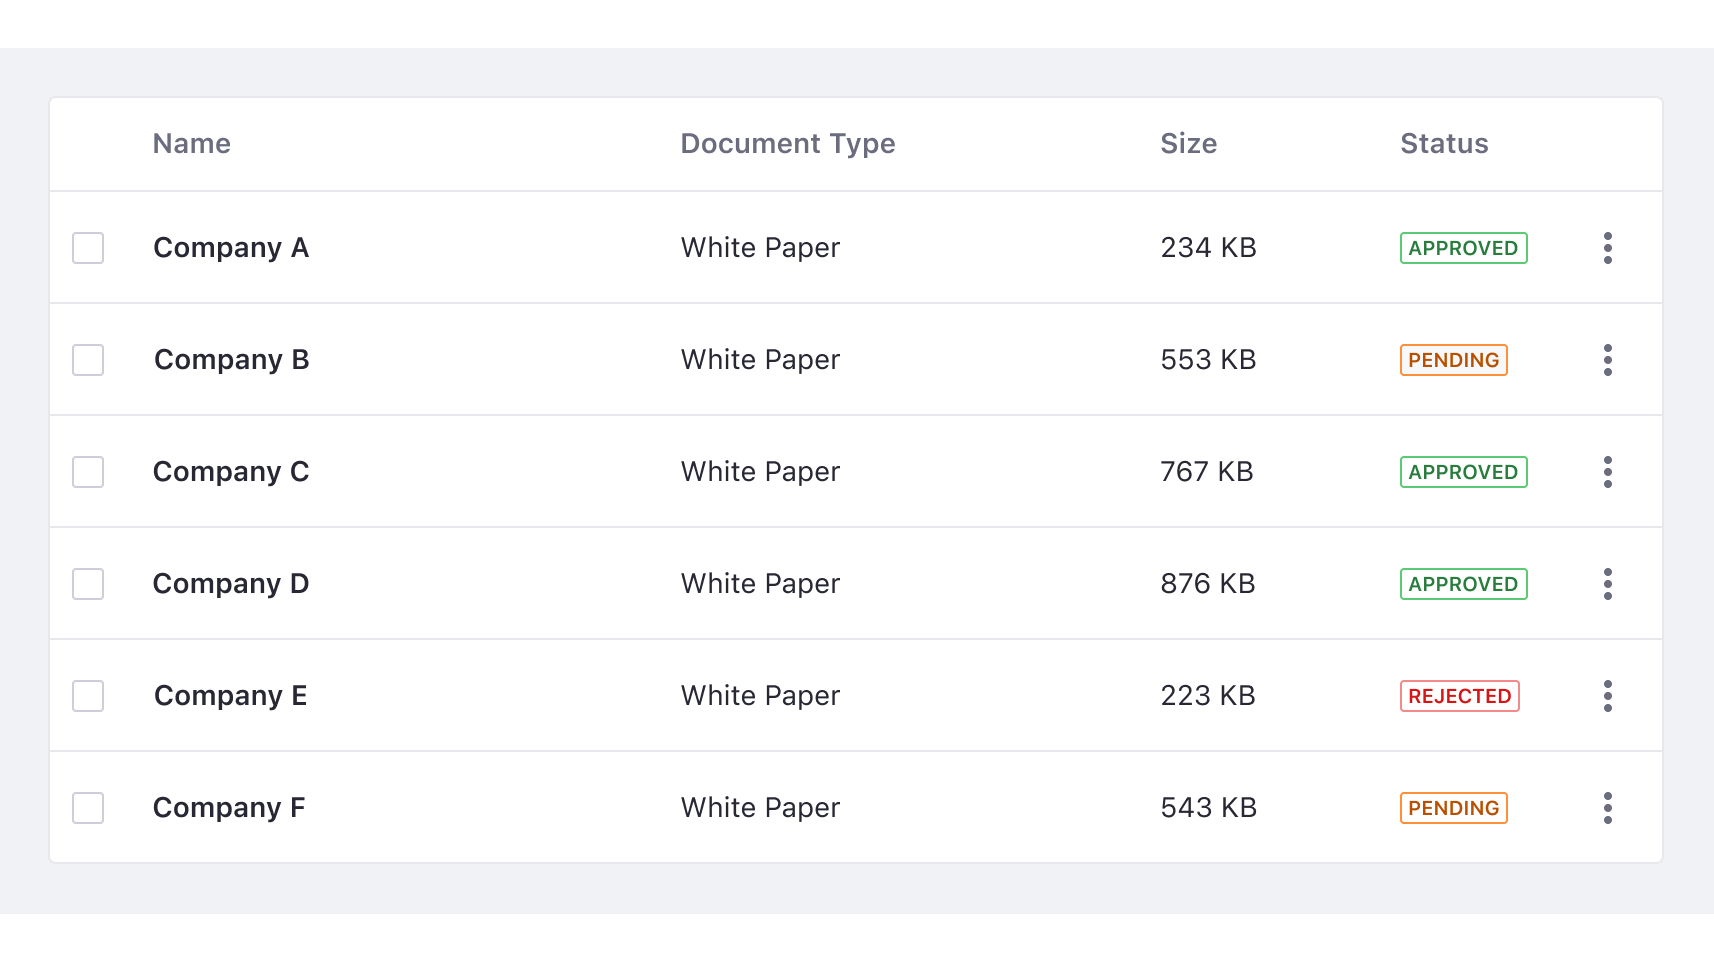 Name Document Type Size Status
Company A White Paper 234 KB APPROVED
Company B White Paper 553 KB PENDING
Company C White Paper 767 KB APPROVED
Company D White Paper 876 KB APPROVED
Company E White Paper 223 KB REJECTED
Company F White Paper 543 KB PENDING